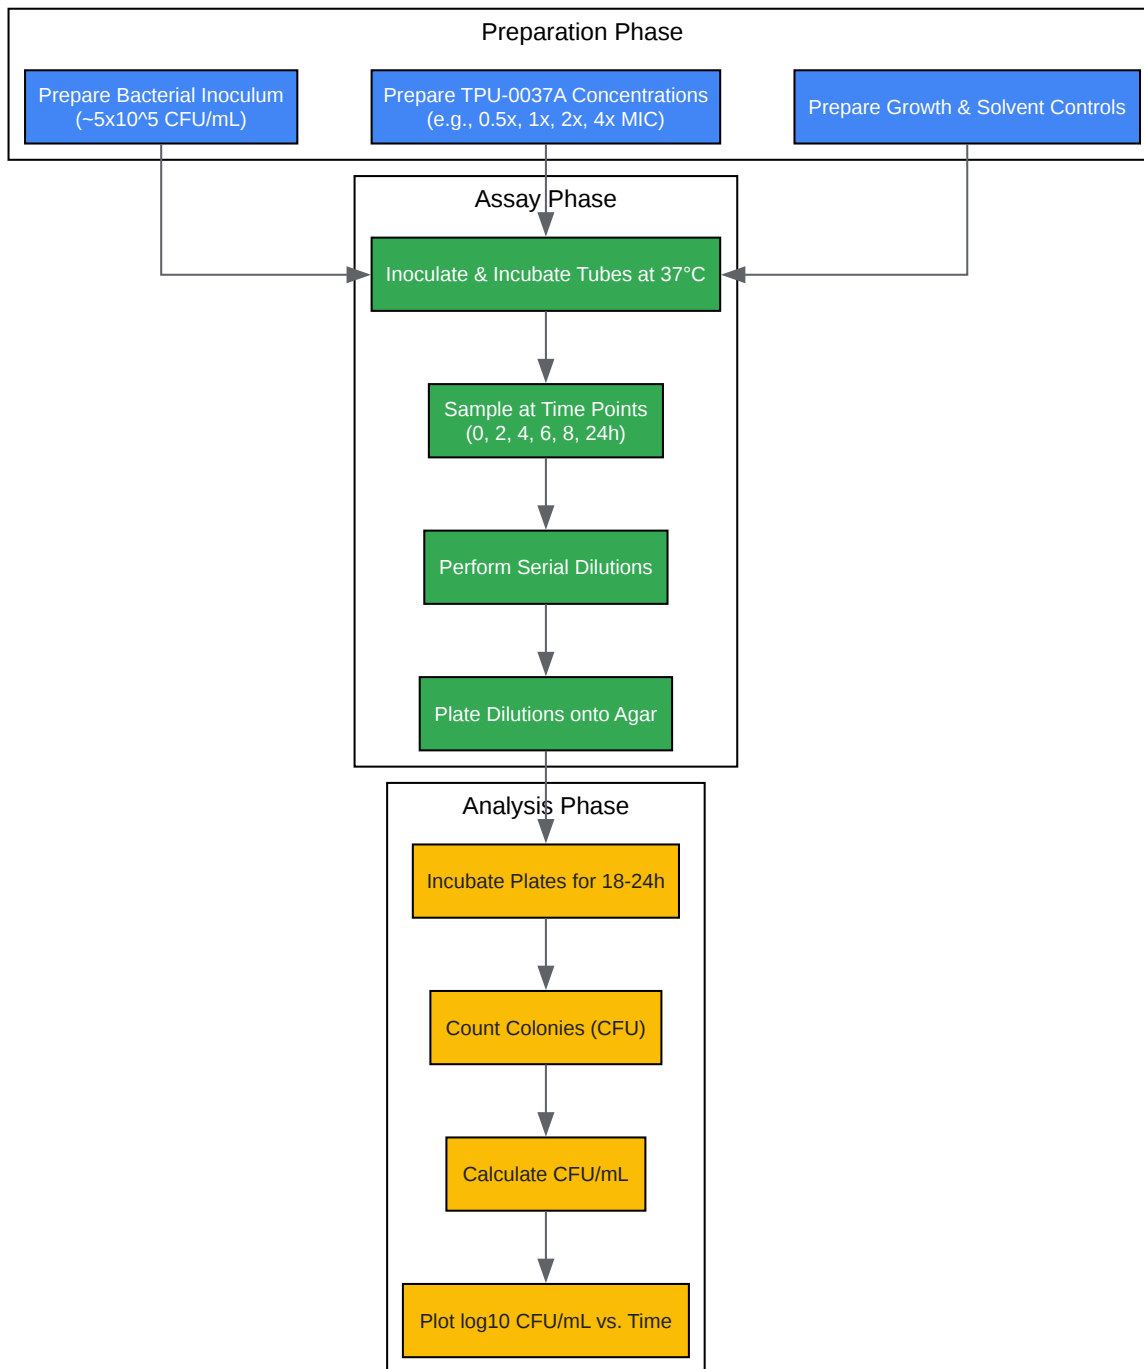 Preparation Phase
Prepare Bacterial Inoculum
(~5x10^5 CFU/mL)
Prepare TPU-0037A Concentrations
(e.g., 0.5x, 1x, 2x, 4x MIC)
Prepare Growth & Solvent Controls
Assay Phase
Inoculate & Incubate Tubes at 37°C
Sample at Time Points
(0, 2, 4, 6, 8, 24h)
Perform Serial Dilutions
Plate Dilutions onto Agar
Analysis Phase
Incubate Plates for 18-24h
Count Colonies (CFU)
Calculate CFU/mL
Plot log10 CFU/mL vs. Time